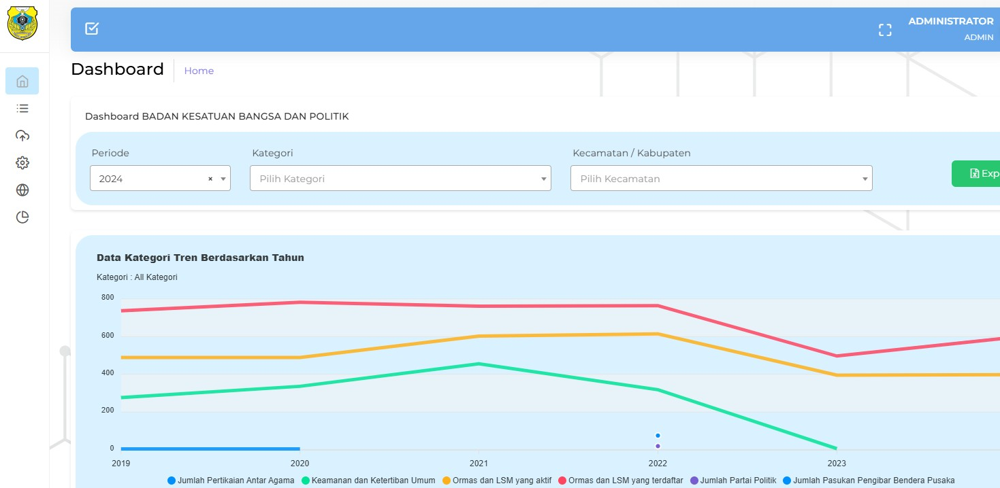 ADMINISTRATOR
ADMIN
Dashboard
Home
Dashboard BADAN KESATUAN BANGSA DAN POLITIK
Periode
Kategori
Kecamatan / Kabupaten
2024 ×
Pilih Kategori
Pilih Kecamatan
Exp
Data Kategori Tren Berdasarkan Tahun
Kategori : All Kategori
800
600
400
200
0
2019 2020 2021 2022 2023
Jumlah Pertikaian Antar Agama Keamanan dan Ketertiban Umum Ormas dan LSM yang aktif Ormas dan LSM yang terdaftar Jumlah Partai Politik Jumlah Pasukan Pengibar Bendera Pusaka